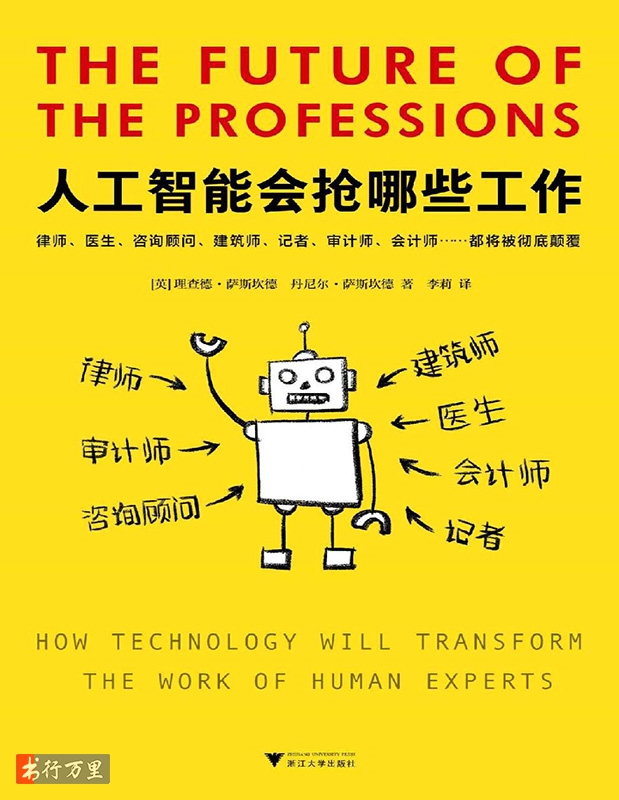 THE FUTURE OF
THE PROFESSIONS
人工智能会抢哪些工作
律师、医生、咨询顾问、建筑师、记者、审计师、会计师……都将被彻底颠覆
[英]理查德·萨斯坎德 丹尼尔·萨斯坎德 著 李莉 译
律师
建筑师
医生
审计师
会计师
咨询顾问
记者
HOW TECHNOLOGY WILL TRANSFORM
THE WORK OF HUMAN EXPERTS
ZHEJIANG UNIVERSITY PRESS
浙江大学出版社
书行万里